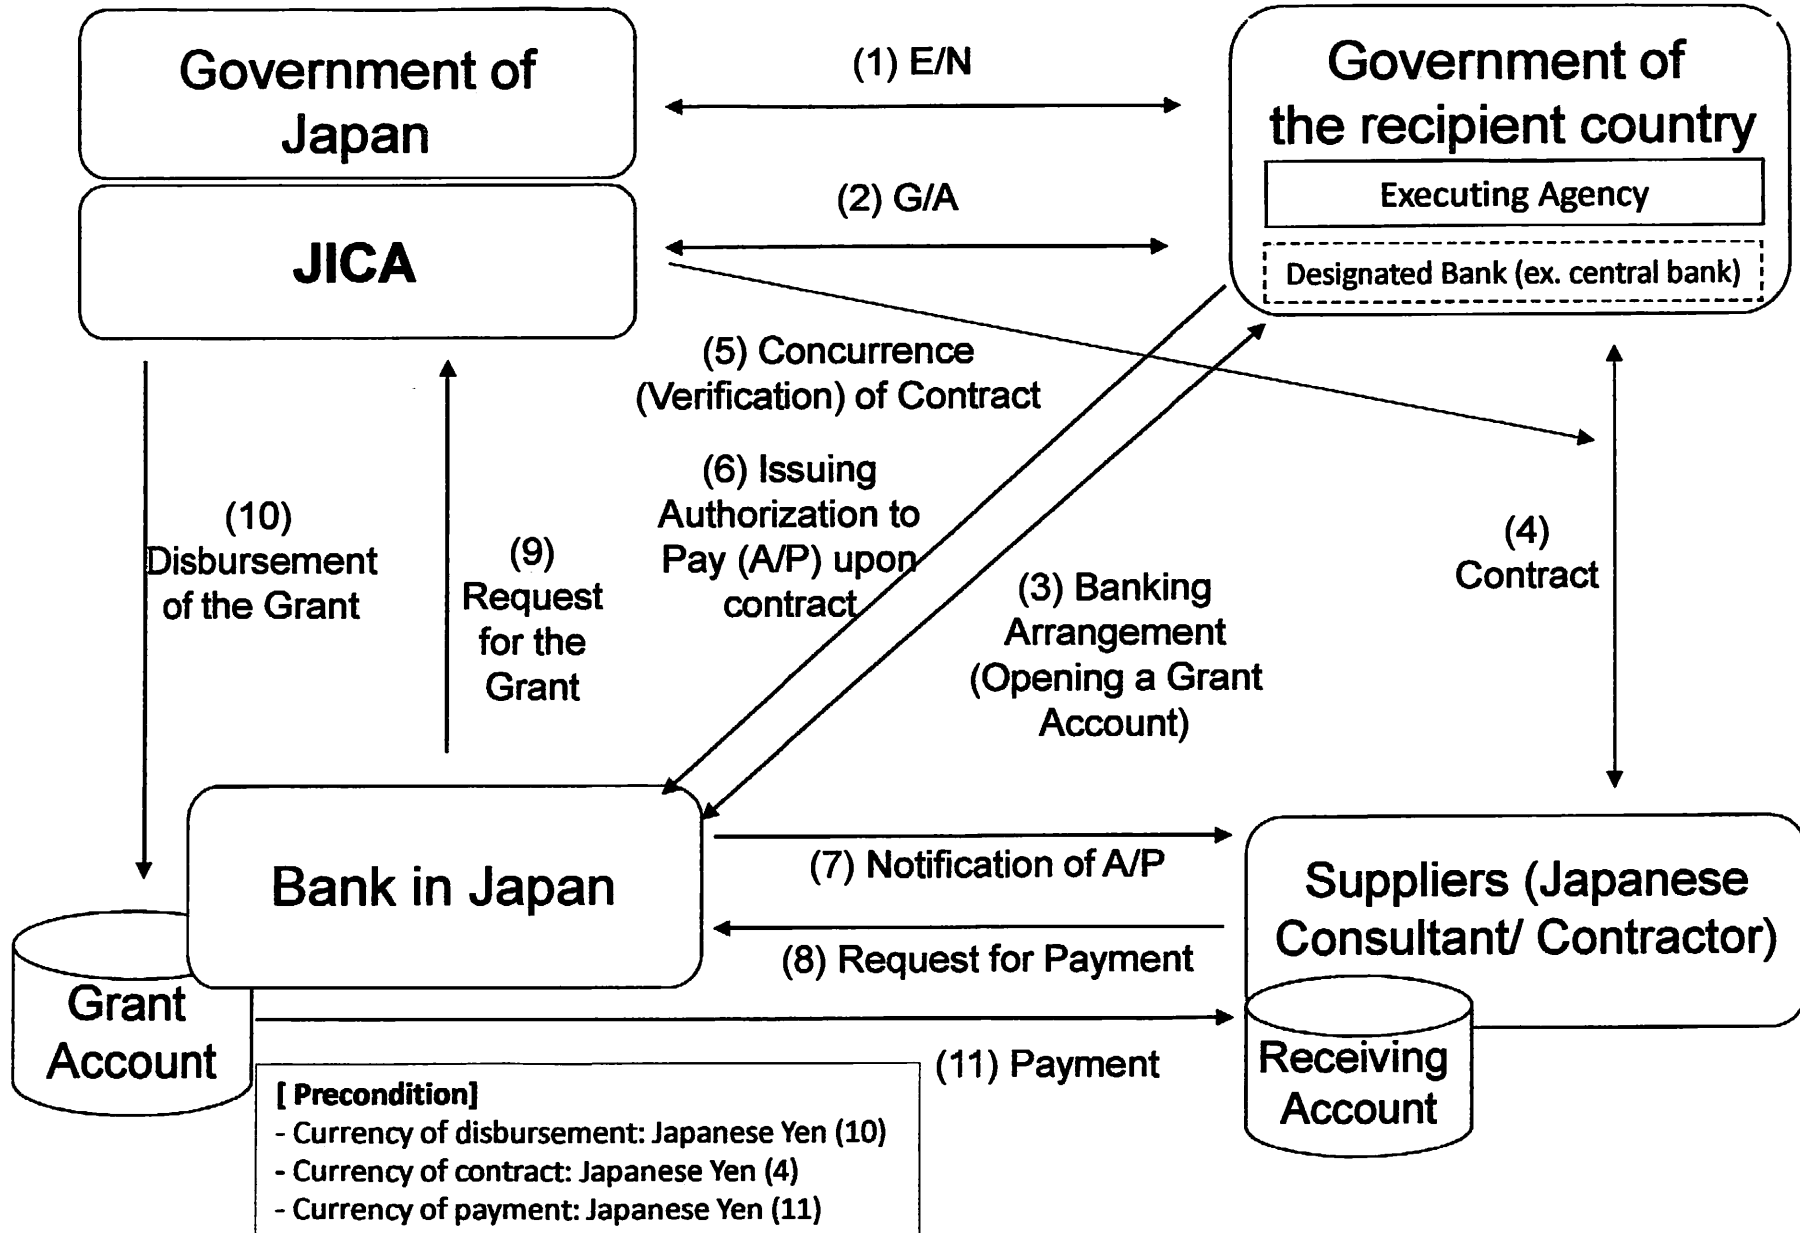 Government of
Japan
(1) E/N
Government of
the recipient country
Executing Agency
Designated Bank (ex. central bank)
JICA
(2) G/A
(5) Concurrence
(Verification) of Contract
(6) Issuing
Authorization to
Pay (A/P) upon
contract
(10)
Disbursement
of the Grant
(9)
Request
for the
Grant
(3) Banking
Arrangement
(Opening a Grant
Account)
(4)
Contract
Bank in Japan
(7) Notification of A/P
(8) Request for Payment
Suppliers (Japanese
Consultant/ Contractor)
Grant
Account
(11) Payment
Receiving
Account
[ Precondition]
- Currency of disbursement: Japanese Yen (10)
- Currency of contract: Japanese Yen (4)
- Currency of payment: Japanese Yen (11)